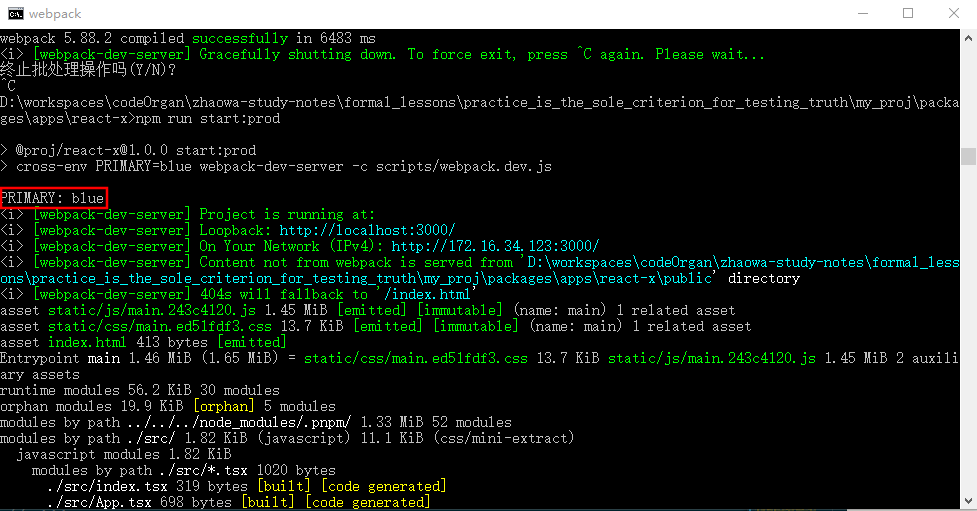 webpack
webpack 5.88.2 compiled successfully in 6483 ms
<i> [webpack-dev-server] Gracefully shutting down. To force exit, press ^C again. Please wait...
终止批处理操作吗(Y/N)?
^C
D:\workspaces\codeOrgan\zhaowa-study-notes\formal_lessons\practice_is_the_sole_criterion_for_testing_truth\my_proj\packa
ges\apps\react-x>npm run start:prod
> @proj/react-x@1.0.0 start:prod
> cross-env PRIMARY=blue webpack-dev-server -c scripts/webpack.dev.js
PRIMARY: blue
<i> [webpack-dev-server] Project is running at:
<i> [webpack-dev-server] Loopback: http://localhost:3000/
<i> [webpack-dev-server] On Your Network (IPv4): http://172.16.34.123:3000/
<i> [webpack-dev-server] Content not from webpack is served from 'D:\workspaces\codeOrgan\zhaowa-study-notes\formal_less
ons\practice_is_the_sole_criterion_for_testing_truth\my_proj\packages\apps\react-x\public' directory
<i> [webpack-dev-server] 404s will fallback to '/index.html'
asset static/js/main.243c4120.js 1.45 MiB [emitted] [immutable] (name: main) 1 related asset
asset static/css/main.ed51fdf3.css 13.7 KiB [emitted] [immutable] (name: main) 1 related asset
asset index.html 413 bytes [emitted]
Entrypoint main 1.46 MiB (1.65 MiB) = static/css/main.ed51fdf3.css 13.7 KiB static/js/main.243c4120.js 1.45 MiB 2 auxili
ary assets
runtime modules 56.2 KiB 30 modules
orphan modules 19.9 KiB [orphan] 5 modules
modules by path ../../../node_modules/.pnpm/ 1.33 MiB 52 modules
modules by path ./src/ 1.82 KiB (javascript) 11.1 KiB (css/mini-extract)
javascript modules 1.82 KiB
modules by path ./src/*.tsx 1020 bytes
./src/index.tsx 319 bytes [built] [code generated]
./src/App.tsx 698 bytes [built] [code generated]